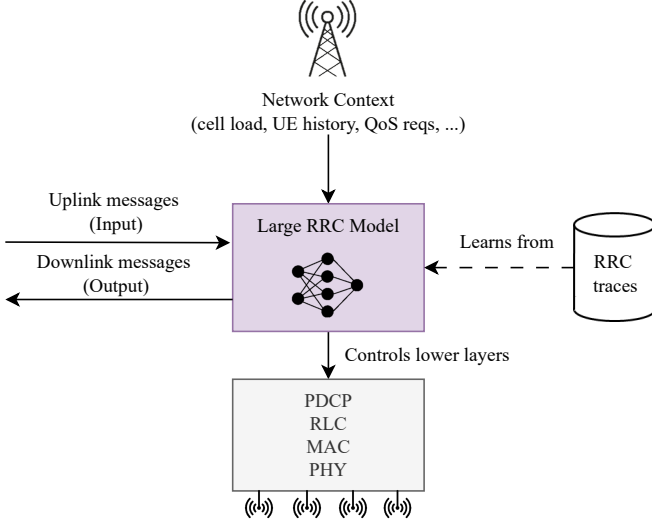 Network Context
(cell load, UE history, QoS reqs, ...)
Uplink messages
(Input)
Large RRC Model
Learns from
RRC
traces
Downlink messages
(Output)
Controls lower layers
PDCP
RLC
MAC
PHY